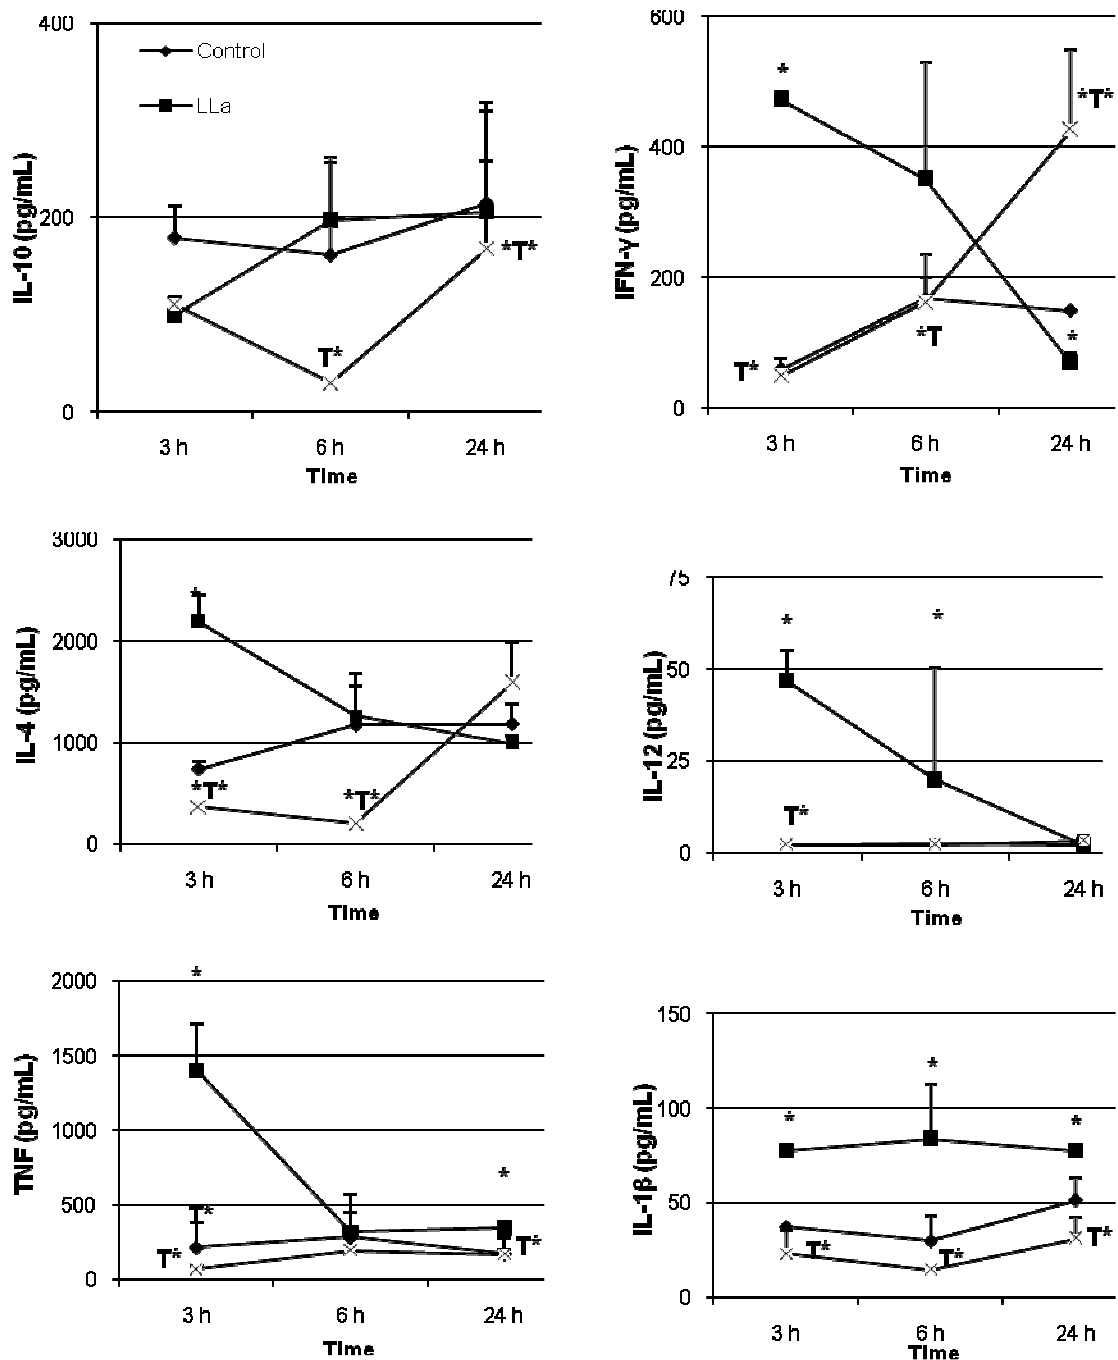 400
Control
LLa
200
0
IL-10 (pg/mL)
*T*
T*
3 h 6 h 24 h
Time
600
400
200
0
IFN-γ (pg/mL)
*
*T*
*T
*
T*
3 h 6 h 24 h
Time
3000
2000
1000
0
IL-4 (pg/mL)
*
*T*
*T*
3 h 6 h 24 h
Time
75
50
25
0
IL-12 (pg/mL)
*
*
T*
3 h 6 h 24 h
Time
2000
1500
1000
500
0
TNF (pg/mL)
*
*
T*
T*
T*
3 h 6 h 24 h
Time
150
100
50
0
IL-1β (pg/mL)
*
*
*
T*
T*
T*
3 h 6 h 24 h
Time